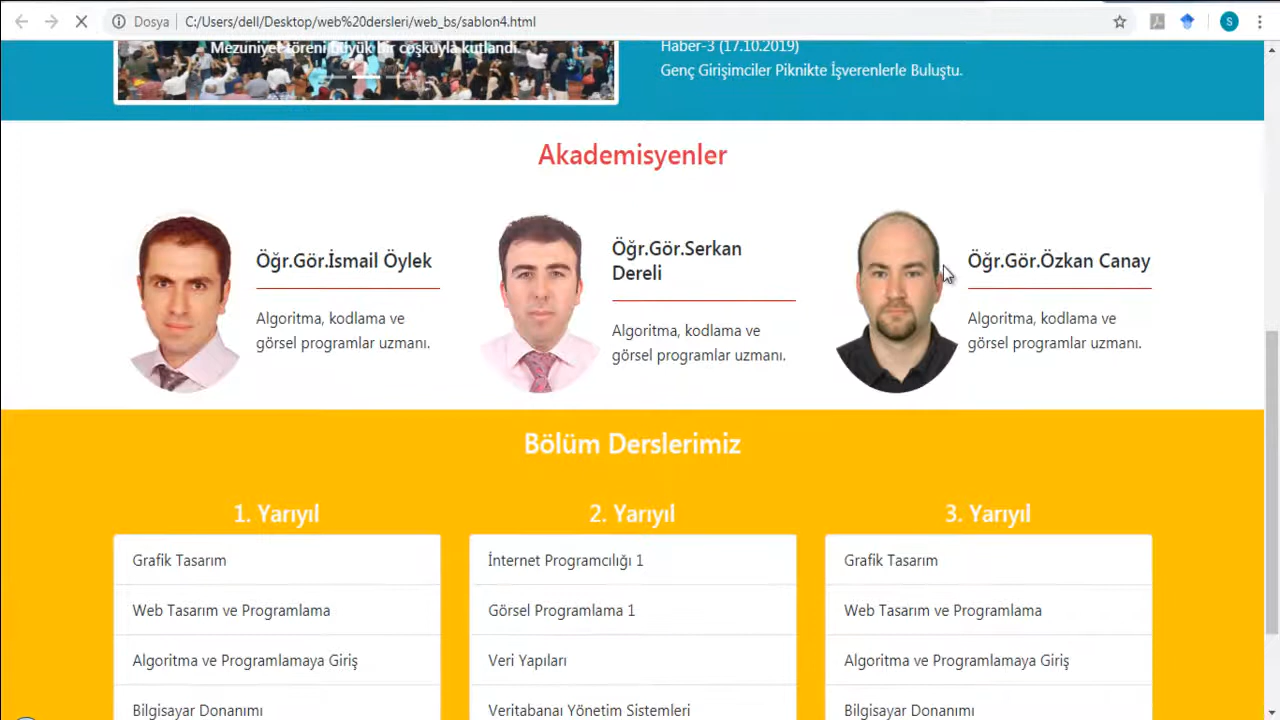 Dosya
C:/Users/dell/Desktop/web%20dersleri/web_bs/sablon4.html
S
Mezuniyet töreni büyük bir coşkuyla kutlandı.
Haber-3 (17.10.2019)
Genç Girişimciler Piknikte İşverenlerle Buluştu.
Akademisyenler
Öğr.Gör.İsmail Öylek
Algoritma, kodlama ve
görsel programlar uzmanı.
Öğr.Gör.Serkan
Dereli
Algoritma, kodlama ve
görsel programlar uzmanı.
Öğr.Gör.Özkan Canay
Algoritma, kodlama ve
görsel programlar uzmanı.
Bölüm Derslerimiz
1. Yarıyıl
Grafik Tasarım
Web Tasarım ve Programlama
Algoritma ve Programlamaya Giriş
Bilgisayar Donanımı
2. Yarıyıl
İnternet Programcılığı 1
Görsel Programlama 1
Veri Yapıları
Veritabanı Yönetim Sistemleri
3. Yarıyıl
Grafik Tasarım
Web Tasarım ve Programlama
Algoritma ve Programlamaya Giriş
Bilgisayar Donanımı